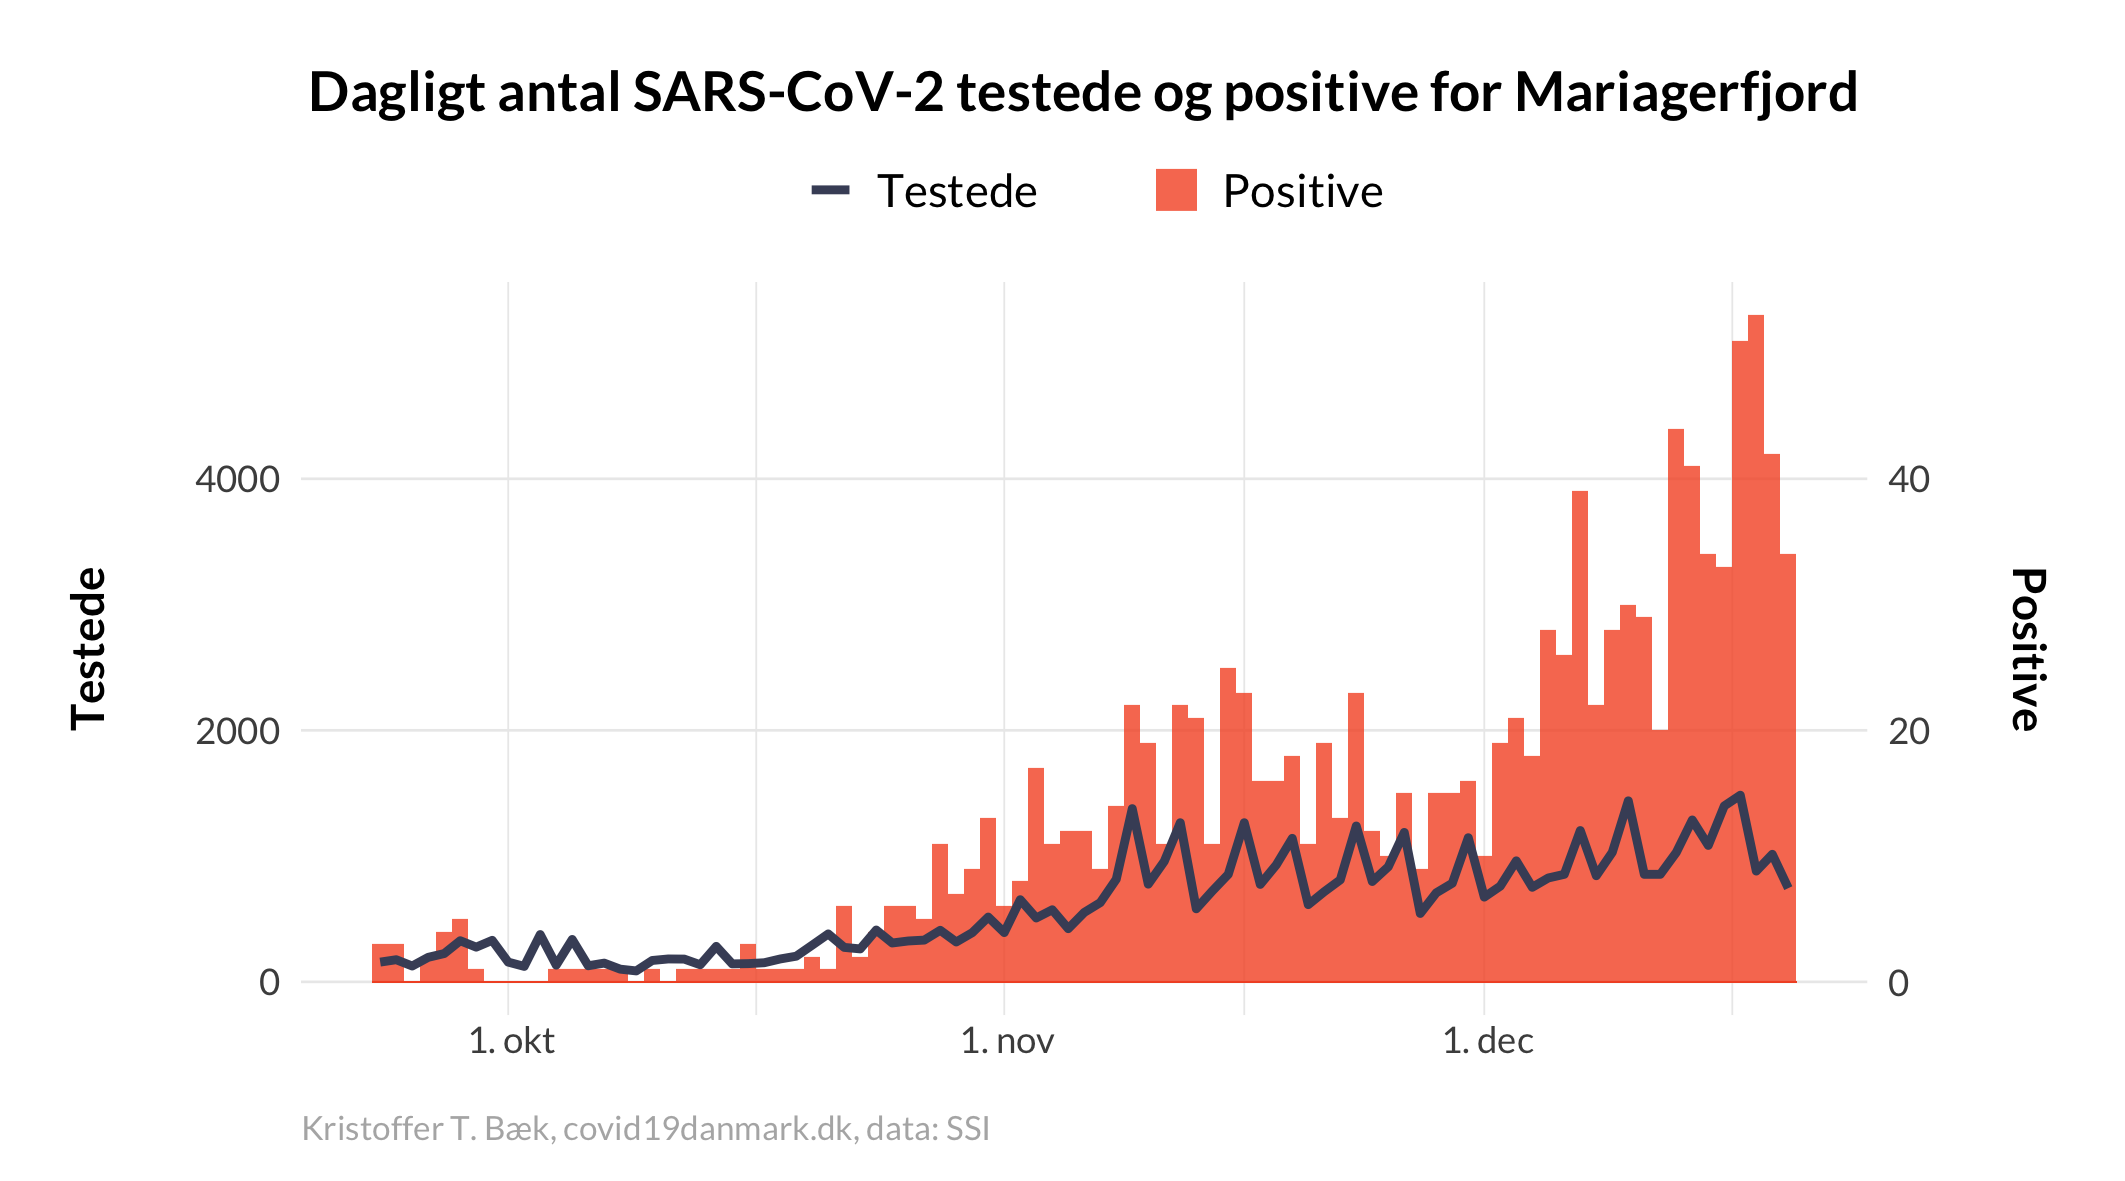 Dagligt antal SARS-CoV-2 testede og positive for Mariagerfjord
Testede
Positive
4000
2000
0
40
20
0
Testede
Positive
1. okt
1. nov
1. dec
Kristoffer T. Bæk, covid19danmark.dk, data: SSI